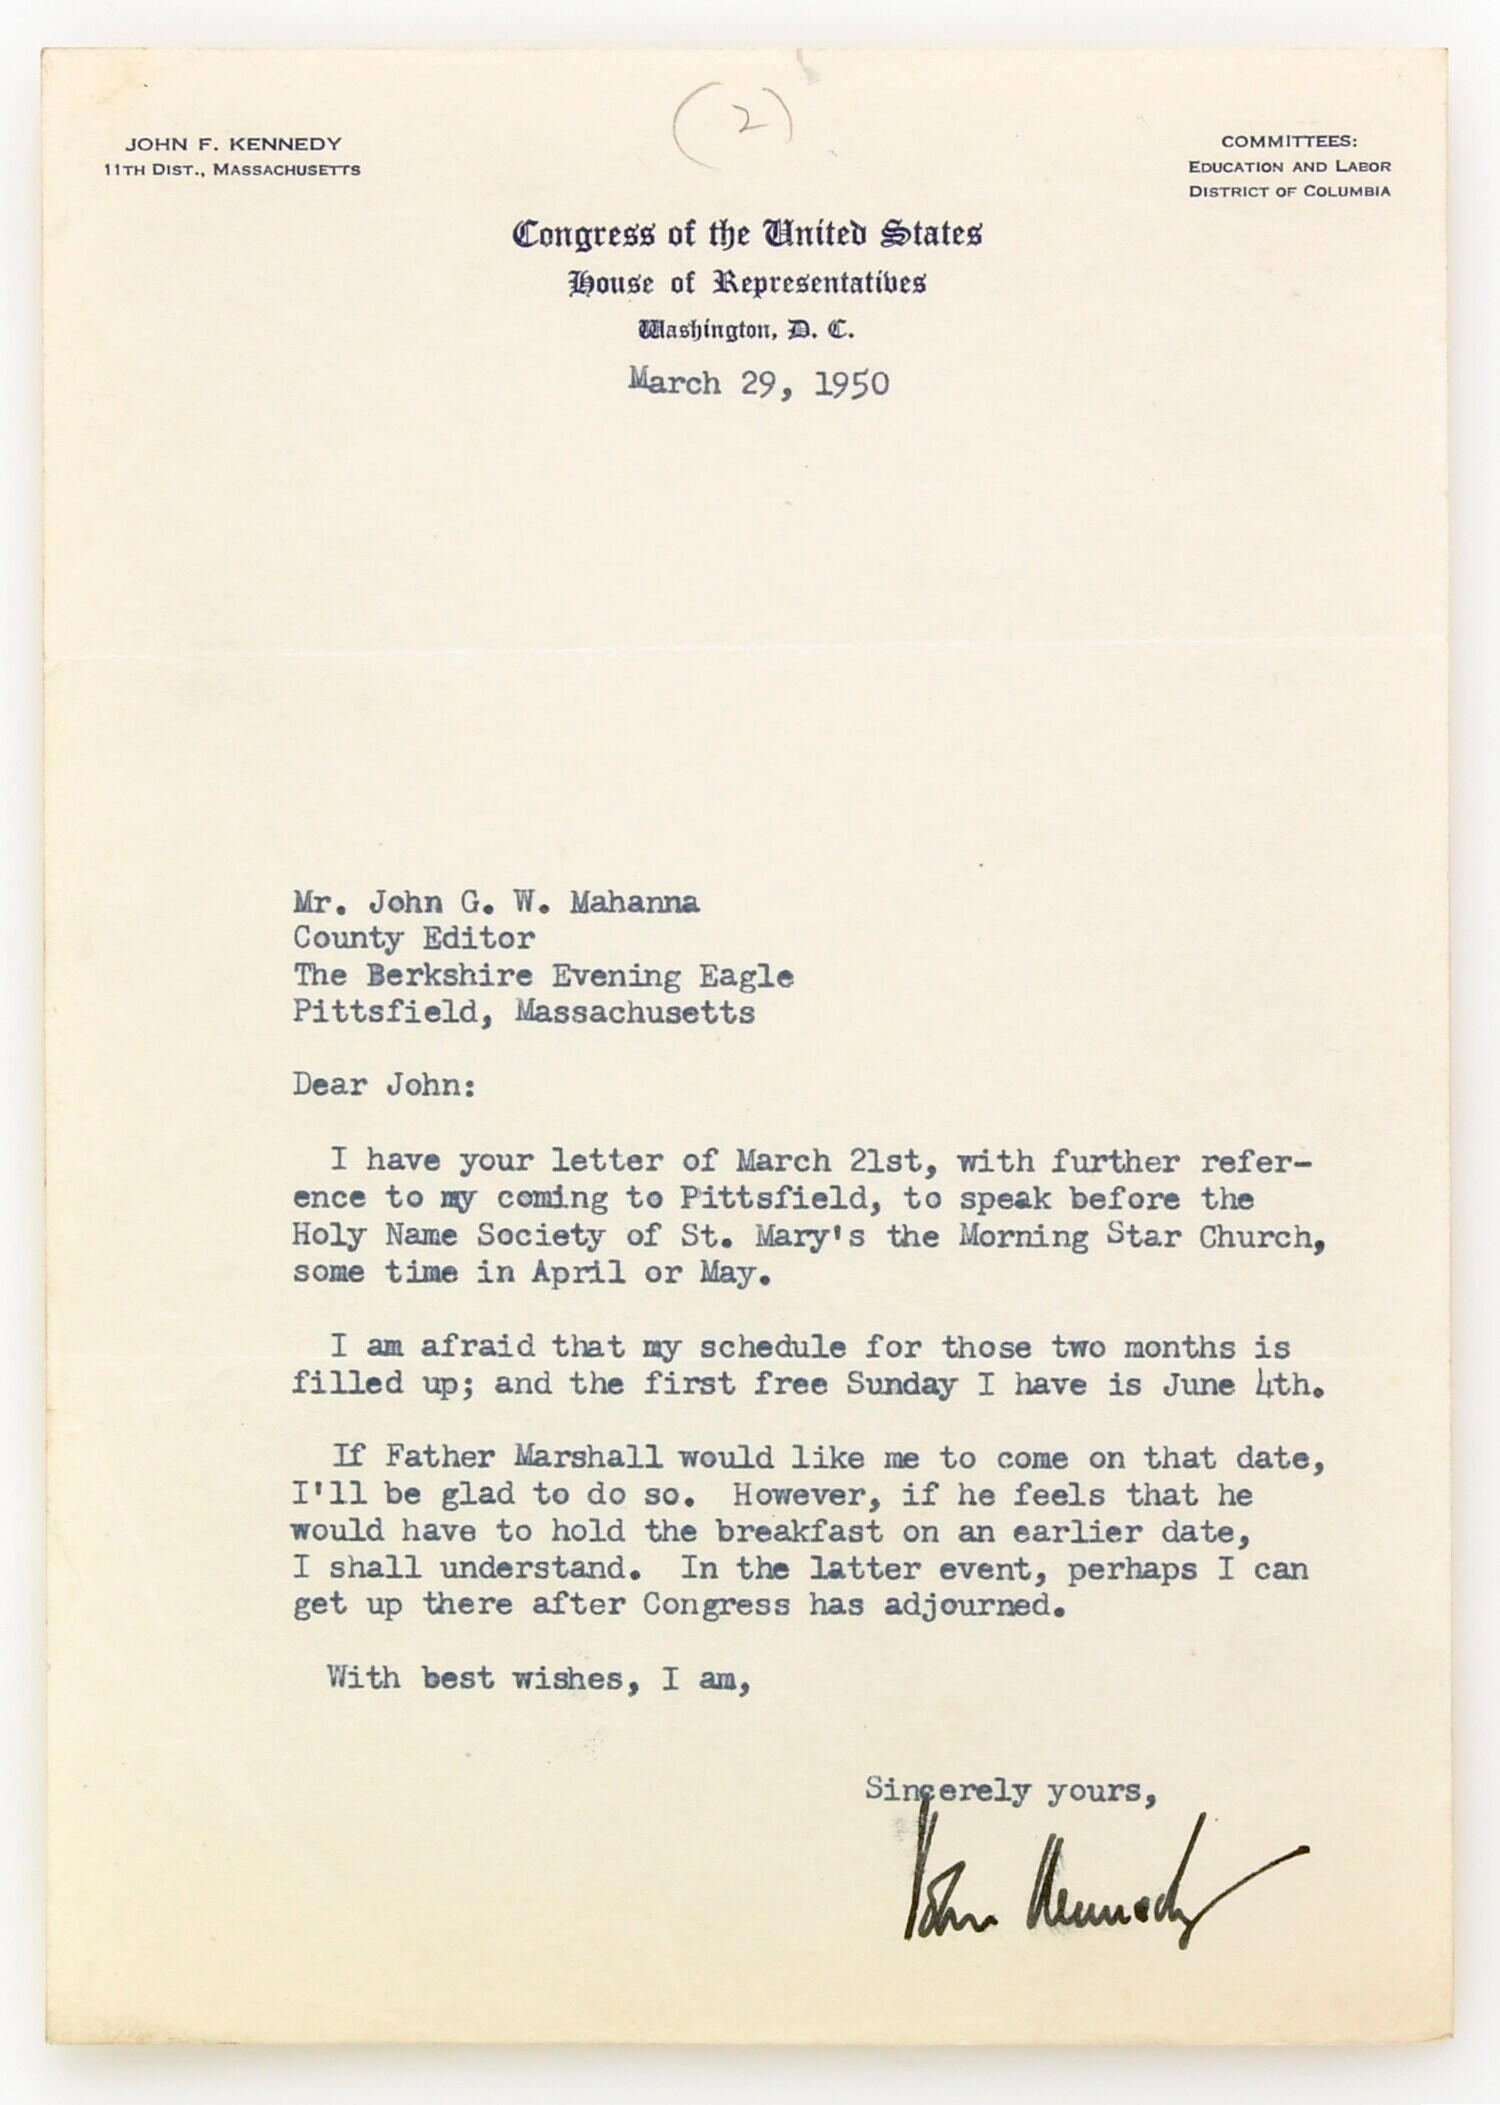 (2)
JOHN F. KENNEDY
11TH DIST., MASSACHUSETTS
COMMITTEES:
EDUCATION AND LABOR
DISTRICT OF COLUMBIA
Congress of the United States
House of Representatives
Washington, D. C.
March 29, 1950
Mr. John G. W. Mahanna
County Editor
The Berkshire Evening Eagle
Pittsfield, Massachusetts
Dear John:
I have your letter of March 21st, with further refer-
ence to my coming to Pittsfield, to speak before the
Holy Name Society of St. Mary's the Morning Star Church,
some time in April or May.
I am afraid that my schedule for those two months is
filled up; and the first free Sunday I have is June 4th.
If Father Marshall would like me to come on that date,
I'll be glad to do so. However, if he feels that he
would have to hold the breakfast on an earlier date,
I shall understand. In the latter event, perhaps I can
get up there after Congress has adjourned.
With best wishes, I am,
Sincerely yours,
John Kennedy